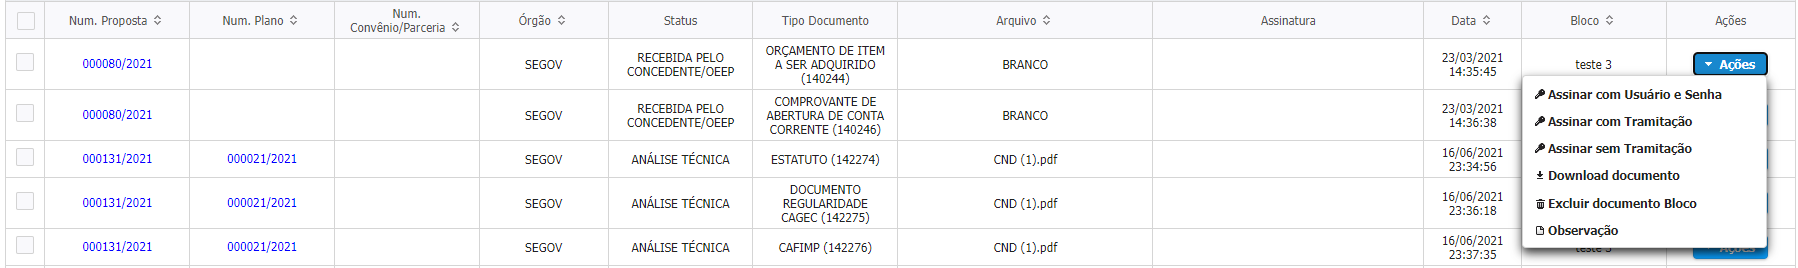 Num. Proposta Num. Plano Num. Convênio/Parceria Órgão Status Tipo Documento Arquivo Assinatura Data Bloco Ações
000080/2021 SEGOV RECEBIDA PELO CONCEDENTE/OEEP ORÇAMENTO DE ITEM A SER ADQUIRIDO (140244) BRANCO 23/03/2021 14:35:45 teste 3 Ações
000080/2021 SEGOV RECEBIDA PELO CONCEDENTE/OEEP COMPROVANTE DE ABERTURA DE CONTA CORRENTE (140246) BRANCO 23/03/2021 14:36:38
000131/2021 000021/2021 SEGOV ANÁLISE TÉCNICA ESTATUTO (142274) CND (1).pdf 16/06/2021 23:34:56
000131/2021 000021/2021 SEGOV ANÁLISE TÉCNICA DOCUMENTO REGULARIDADE CAGEC (142275) CND (1).pdf 16/06/2021 23:36:18
000131/2021 000021/2021 SEGOV ANÁLISE TÉCNICA CAFIMP (142276) CND (1).pdf 16/06/2021 23:37:35 teste 3 Ações
Assinar com Usuário e Senha
Assinar com Tramitação
Assinar sem Tramitação
Download documento
Excluir documento Bloco
Observação